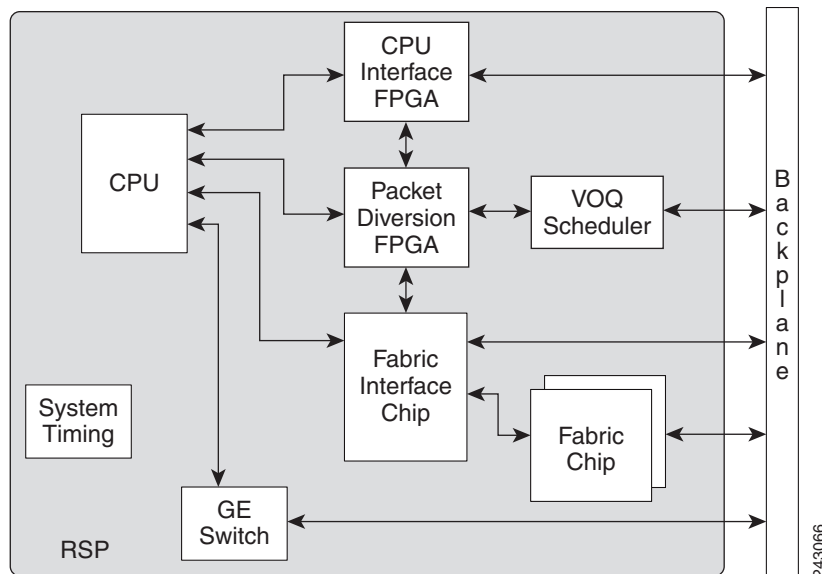 CPU
Interface
FPGA
CPU
Packet
Diversion
FPGA
VOQ
Scheduler
Backplane
Fabric
Interface
Chip
System
Timing
Fabric
Chip
GE
Switch
RSP
243066